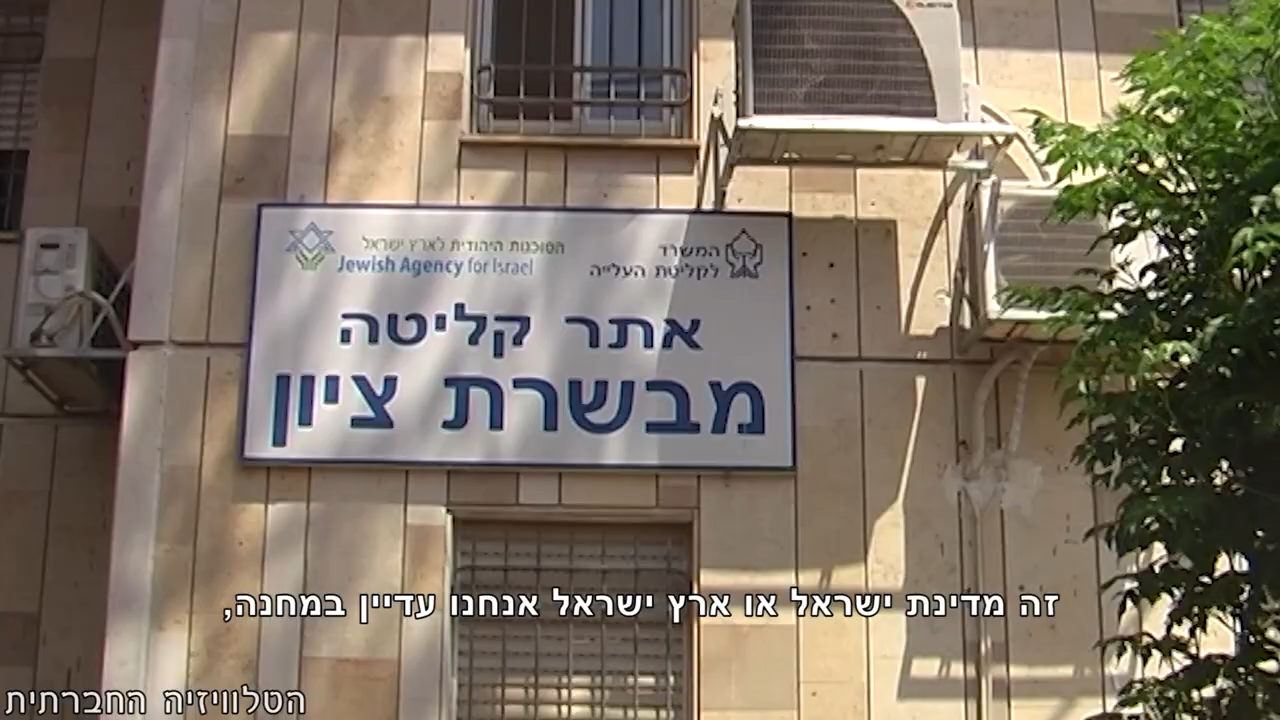 המשרד
לקליטת העלייה
הסוכנות היהודית לארץ ישראל
Jewish Agency for Israel
אתר קליטה
מבשרת ציון
זה מדינת ישראל או ארץ ישראל אנחנו עדיין במחנה,
הטלוויזיה החברתית